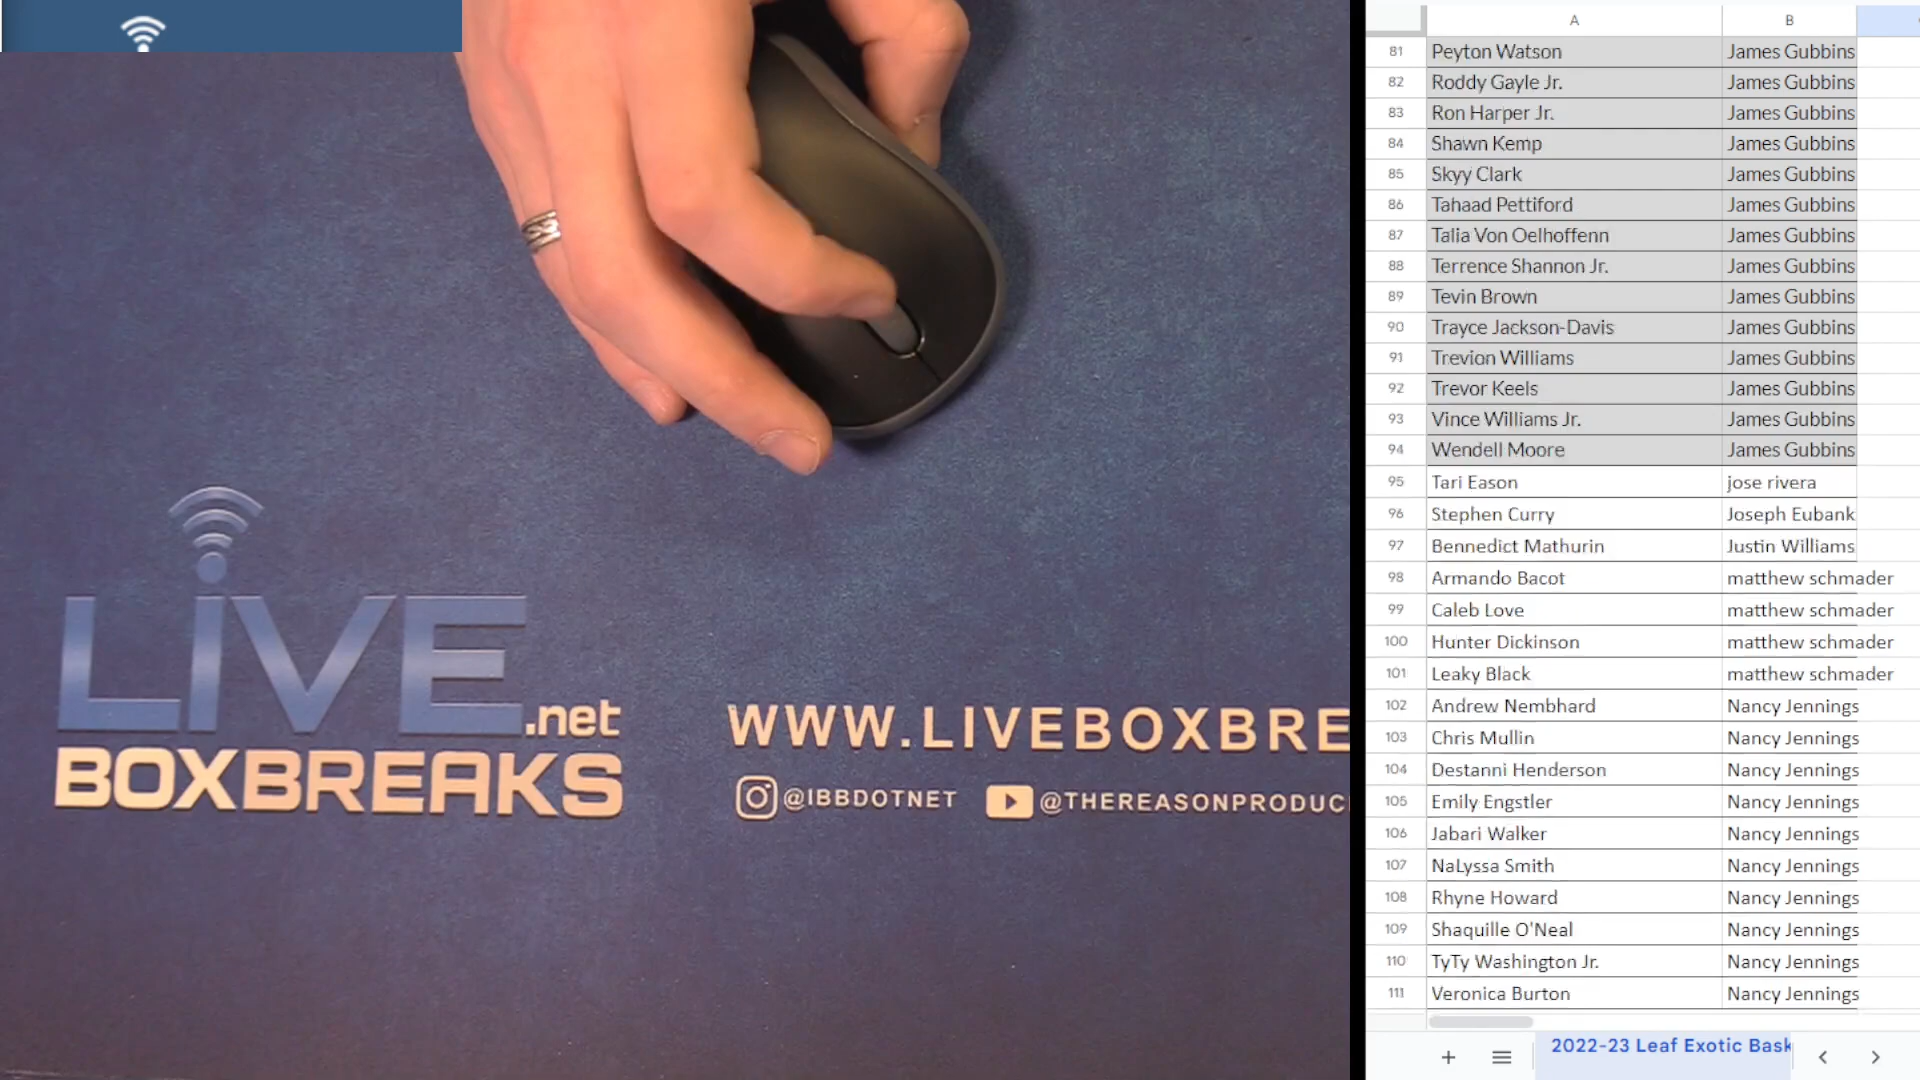 A B
81 Peyton Watson James Gubbins
82 Roddy Gayle Jr. James Gubbins
83 Ron Harper Jr. James Gubbins
84 Shawn Kemp James Gubbins
85 Skyy Clark James Gubbins
86 Tahaad Pettiford James Gubbins
87 Talia Von Oelhoffenn James Gubbins
88 Terrence Shannon Jr. James Gubbins
89 Tevin Brown James Gubbins
90 Trayce Jackson-Davis James Gubbins
91 Trevion Williams James Gubbins
92 Trevor Keels James Gubbins
93 Vince Williams Jr. James Gubbins
94 Wendell Moore James Gubbins
95 Tari Eason jose rivera
96 Stephen Curry Joseph Eubank
97 Bennedict Mathurin Justin Williams
98 Armando Bacot matthew schmader
99 Caleb Love matthew schmader
100 Hunter Dickinson matthew schmader
101 Leaky Black matthew schmader
102 Andrew Nembhard Nancy Jennings
103 Chris Mullin Nancy Jennings
104 Destanni Henderson Nancy Jennings
105 Emily Engstler Nancy Jennings
106 Jabari Walker Nancy Jennings
107 NaLyssa Smith Nancy Jennings
108 Rhyne Howard Nancy Jennings
109 Shaquille O'Neal Nancy Jennings
110 TyTy Washington Jr. Nancy Jennings
111 Veronica Burton Nancy Jennings
2022-23 Leaf Exotic Bask
LiVE.net
BOXBREAKS
WWW.LIVEBOXBRE
@IBBDOTNET @THEREASONPRODUC